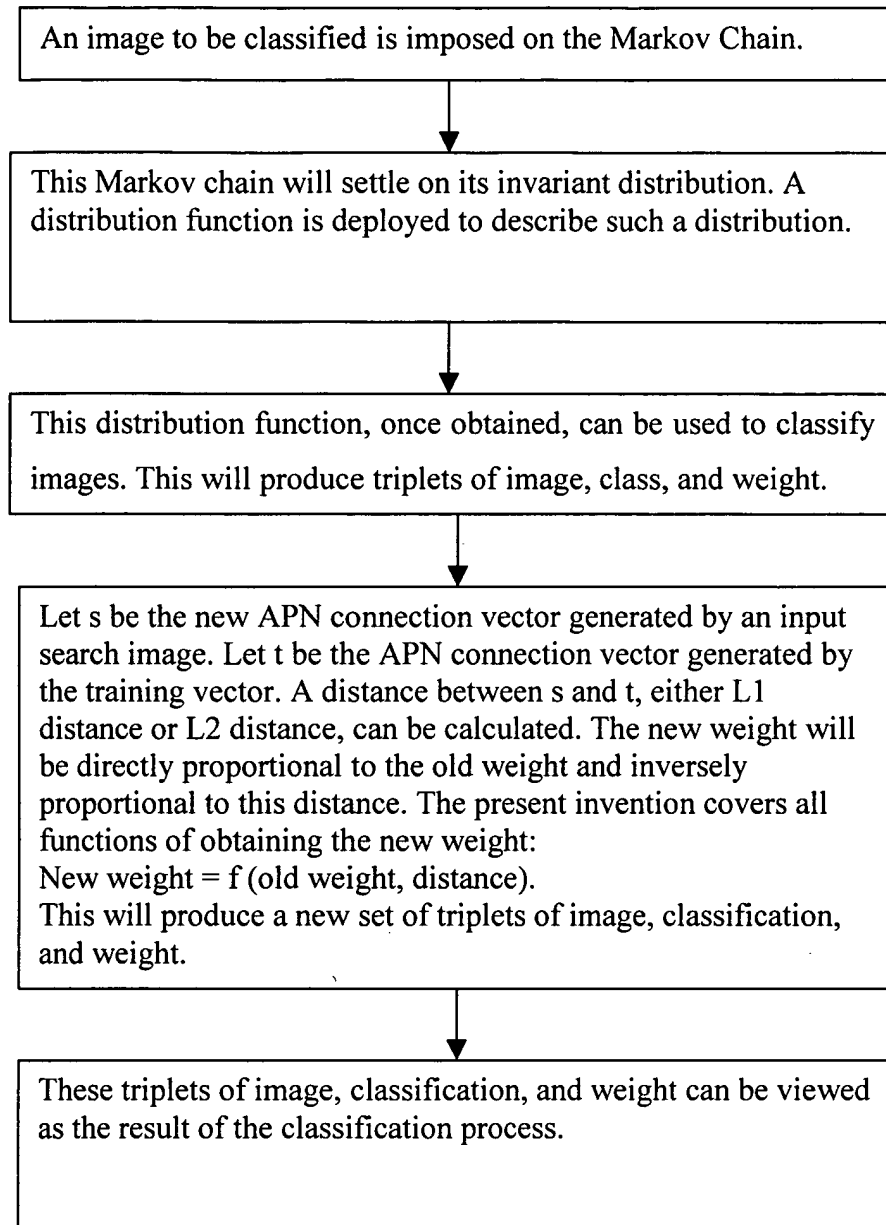 An image to be classified is imposed on the Markov Chain.
This Markov chain will settle on its invariant distribution. A
distribution function is deployed to describe such a distribution.
This distribution function, once obtained, can be used to classify
images. This will produce triplets of image, class, and weight.
Let s be the new APN connection vector generated by an input
search image. Let t be the APN connection vector generated by
the training vector. A distance between s and t, either L1
distance or L2 distance, can be calculated. The new weight will
be directly proportional to the old weight and inversely
proportional to this distance. The present invention covers all
functions of obtaining the new weight:
New weight = f (old weight, distance).
This will produce a new set of triplets of image, classification,
and weight.
These triplets of image, classification, and weight can be viewed
as the result of the classification process.